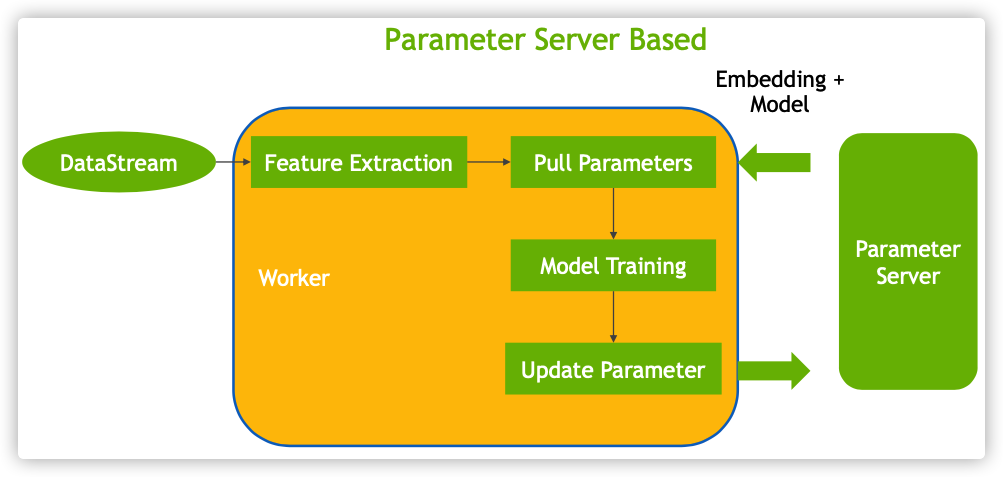 Parameter Server Based
Embedding +
Model
DataStream
Feature Extraction
Pull Parameters
Worker
Model Training
Parameter
Server
Update Parameter